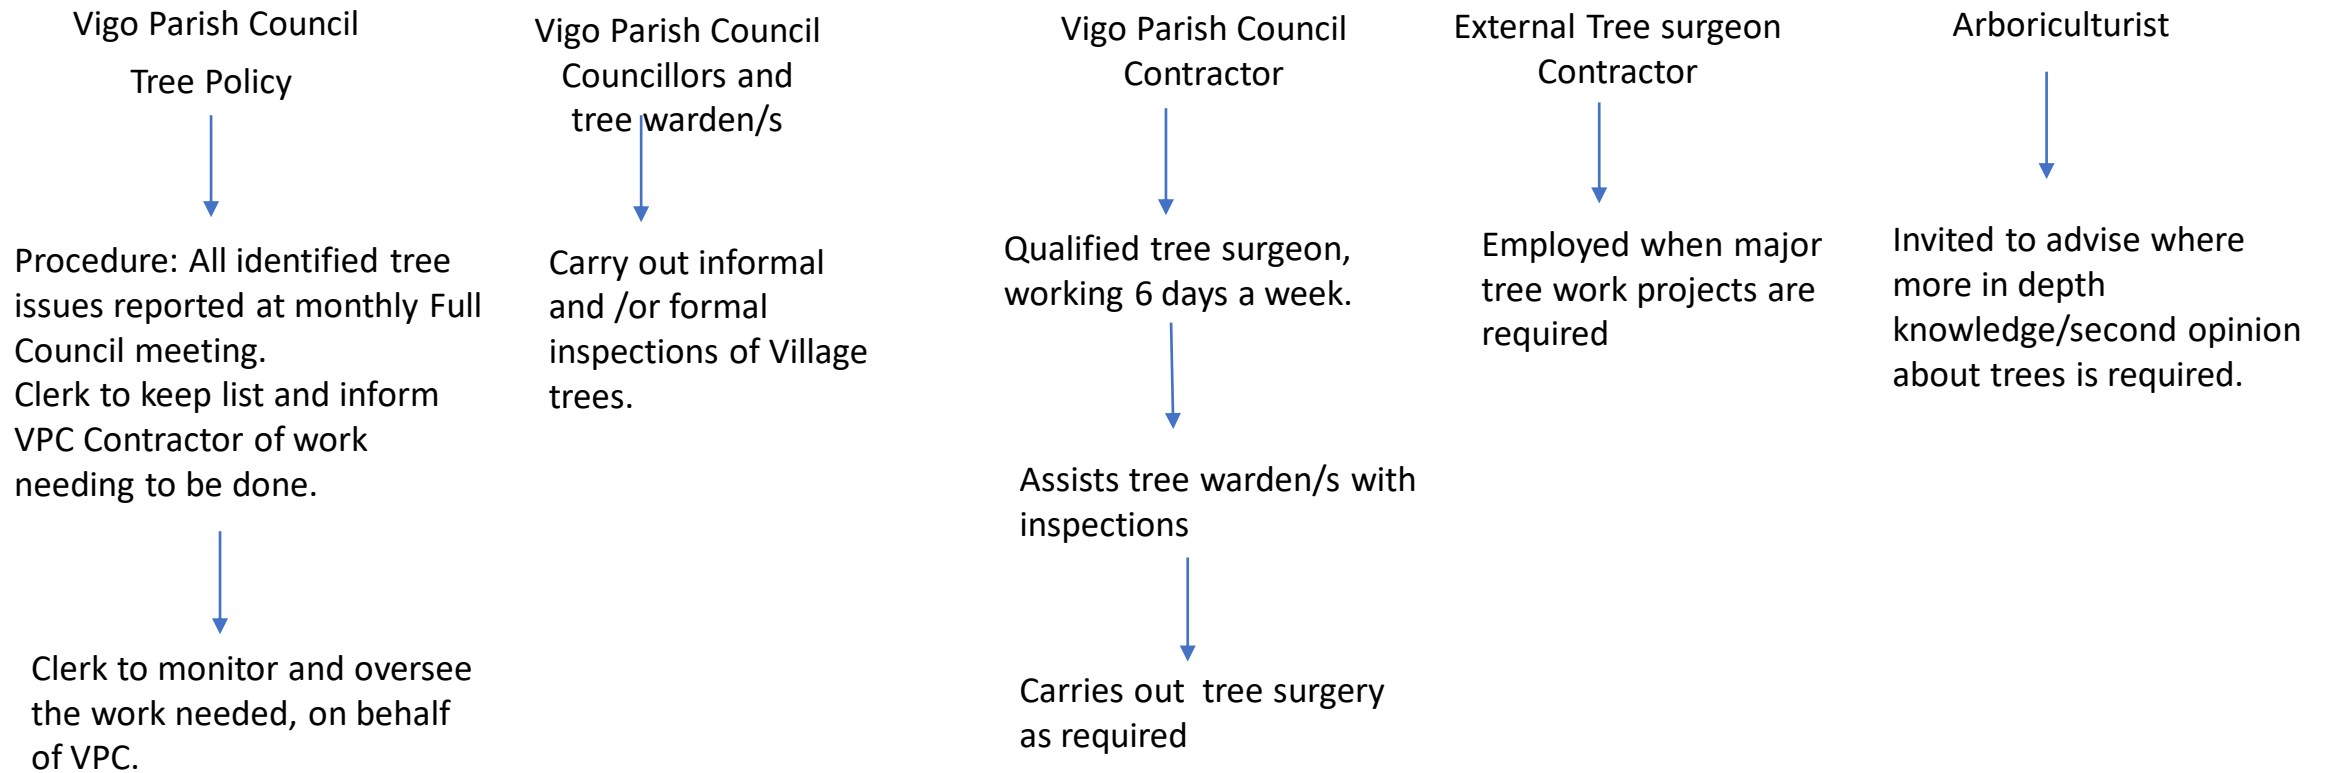 Vigo Parish Council
Tree Policy
Procedure: All identified tree
issues reported at monthly Full
Council meeting.
Clerk to keep list and inform
VPC Contractor of work
needing to be done.
Clerk to monitor and oversee
the work needed, on behalf
of VPC.
Vigo Parish Council
Councillors and
tree warden/s
Carry out informal
and /or formal
inspections of Village
trees.
Vigo Parish Council
Contractor
Qualified tree surgeon,
working 6 days a week.
Assists tree warden/s with
inspections
Carries out  tree surgery
as required
External Tree surgeon
Contractor
Employed when major
tree work projects are
required
Arboriculturist
Invited to advise where
more in depth
knowledge/second opinion
about trees is required.